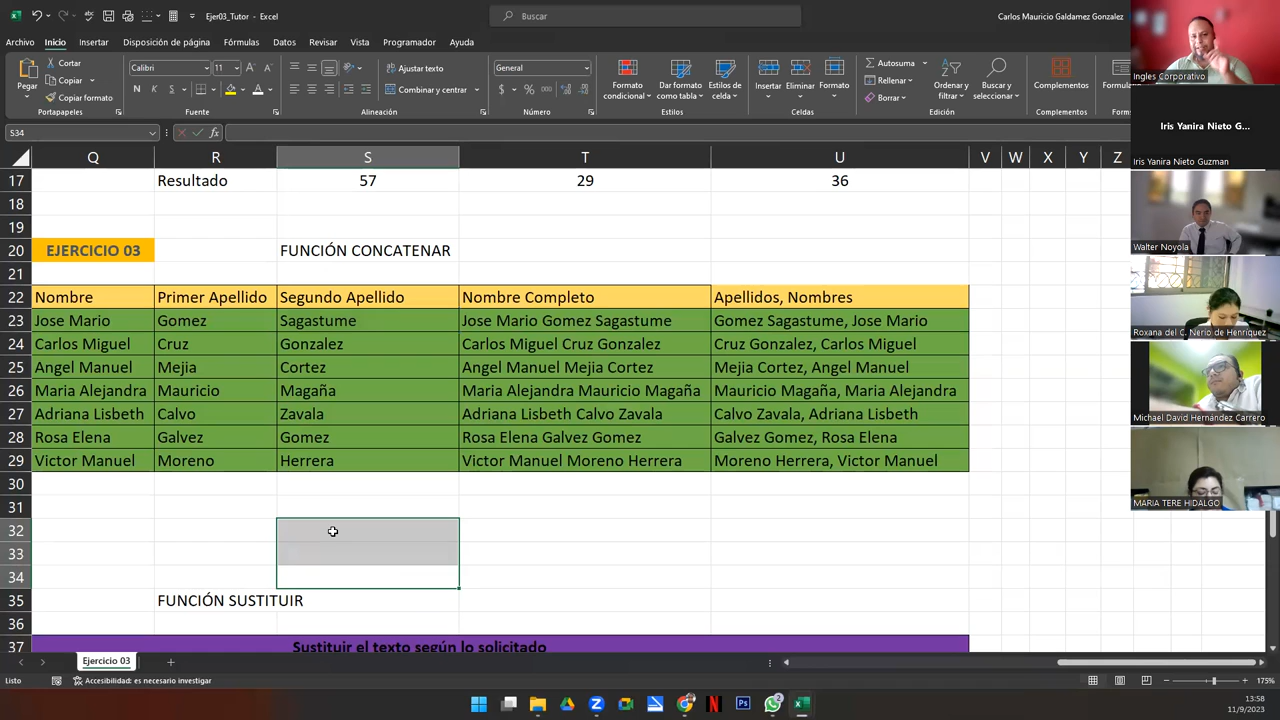 Ejer03_Tutor - Excel
Buscar
Carlos Mauricio Galdamez Gonzalez
Archivo Inicio Insertar Disposición de página Fórmulas Datos Revisar Vista Programador Ayuda
Pegar
Cortar
Copiar
Copiar formato
Portapapeles
Calibri 11
N K S
Fuente
Ajustar texto
Combinar y centrar
Alineación
General
$ % 000
Número
Formato condicional
Dar formato como tabla
Estilos de celda
Estilos
Insertar
Eliminar
Formato
Celdas
Autosuma
Rellenar
Borrar
Ordenar y filtrar
Buscar y seleccionar
Edición
Complementos
Complementos
S34
fx
Q R S T U V W X Y Z
17 Resultado 57 29 36
18
19
20 EJERCICIO 03 FUNCIÓN CONCATENAR
21
22 Nombre Primer Apellido Segundo Apellido Nombre Completo Apellidos, Nombres
23 Jose Mario Gomez Sagastume Jose Mario Gomez Sagastume Gomez Sagastume, Jose Mario
24 Carlos Miguel Cruz Gonzalez Carlos Miguel Cruz Gonzalez Cruz Gonzalez, Carlos Miguel
25 Angel Manuel Mejia Cortez Angel Manuel Mejia Cortez Mejia Cortez, Angel Manuel
26 Maria Alejandra Mauricio Magaña Maria Alejandra Mauricio Magaña Mauricio Magaña, Maria Alejandra
27 Adriana Lisbeth Calvo Zavala Adriana Lisbeth Calvo Zavala Calvo Zavala, Adriana Lisbeth
28 Rosa Elena Galvez Gomez Rosa Elena Galvez Gomez Galvez Gomez, Rosa Elena
29 Victor Manuel Moreno Herrera Victor Manuel Moreno Herrera Moreno Herrera, Victor Manuel
30
31
32
33
34
35 FUNCIÓN SUSTITUIR
36
37 Sustituir el texto según lo solicitado
Ejercicio 03
Listo
Accesibilidad: es necesario investigar
175%
13:58
11/9/2023
Ingles Corporativo
Iris Yanira Nieto G...
Iris Yanira Nieto Guzman
Walter Noyola
Roxana del C. Nerio de Henríquez
Michael David Hernández Carrero
MARIA TERE HIDALGO